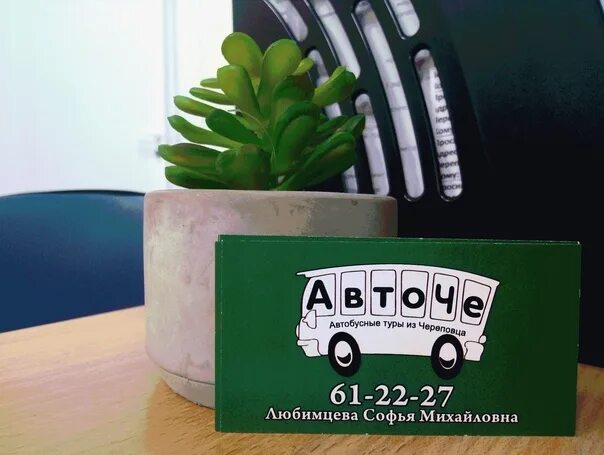 АвтоЧе
Автобусные туры из Череповца
61-22-27
Любимцева Софья Михайловна